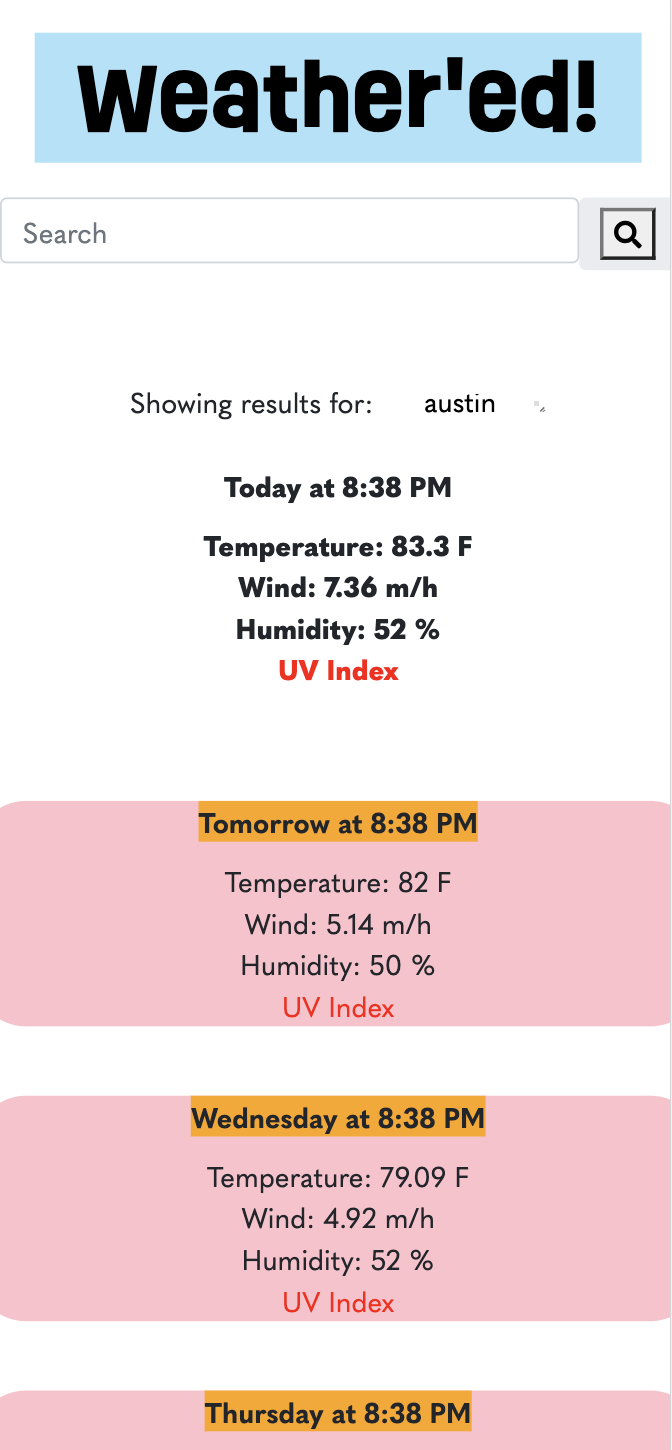 Weather'ed!
Search
Showing results for: austin
Today at 8:38 PM
Temperature: 83.3 F
Wind: 7.36 m/h
Humidity: 52 %
UV Index
Tomorrow at 8:38 PM
Temperature: 82 F
Wind: 5.14 m/h
Humidity: 50 %
UV Index
Wednesday at 8:38 PM
Temperature: 79.09 F
Wind: 4.92 m/h
Humidity: 52 %
UV Index
Thursday at 8:38 PM